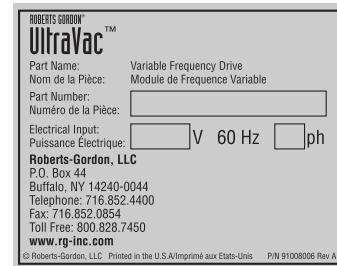 ROBERTS GORDON®
UltraVac™
Part Name: Variable Frequency Drive
Nom de la Pièce: Module de Frequence Variable
Part Number:
Numéro de la Pièce:
Electrical Input:
Puissance Électrique: V 60 Hz ph
Roberts-Gordon, LLC
P.O. Box 44
Buffalo, NY 14240-0044
Telephone: 716.852.4400
Fax: 716.852.0854
Toll Free: 800.828.7450
www.rg-inc.com
© Roberts-Gordon, LLC Printed in the U.S.A/Imprimé aux Etats-Unis P/N 91008006 Rev A